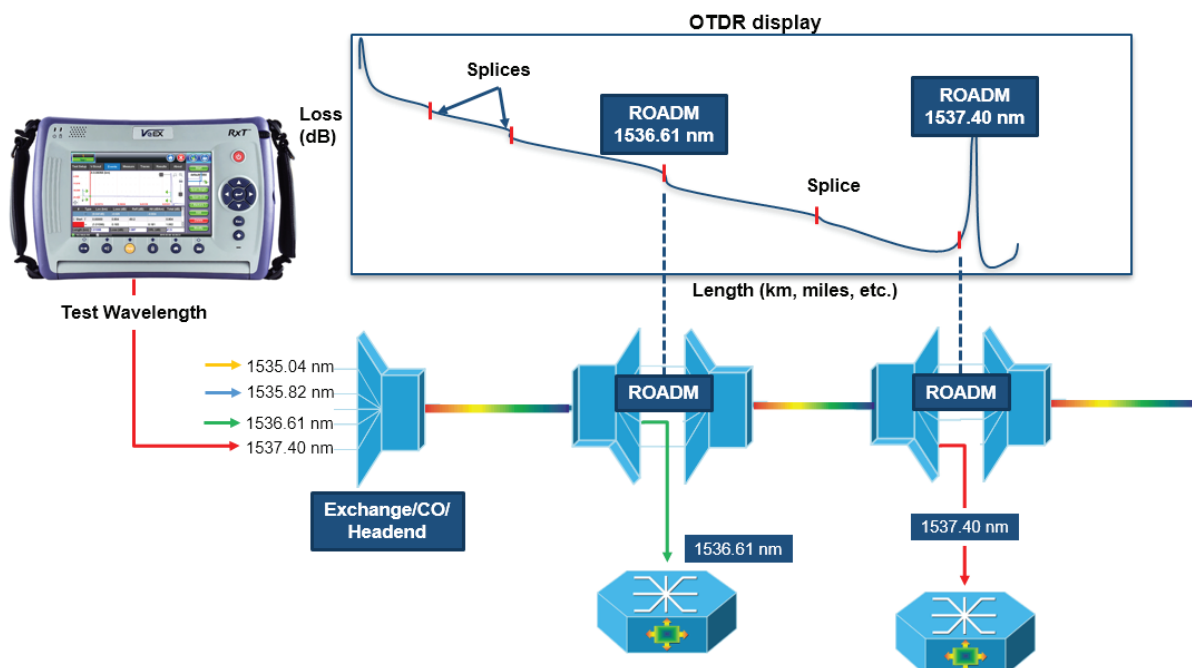 OTDR display
Splices
ROADM
1536.61 nm
ROADM
1537.40 nm
Loss
(dB)
Splice
VeEX
RXT
Length (km, miles, etc.)
Test Wavelength
1535.04 nm
1535.82 nm
1536.61 nm
1537.40 nm
ROADM
ROADM
Exchange/CO/
Headend
1536.61 nm
1537.40 nm